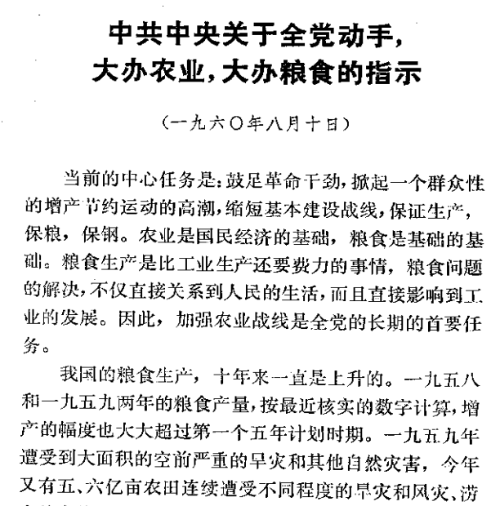 中共中央关于全党动手，
大办农业，大办粮食的指示
（一九六〇年八月十日）
当前的中心任务是：鼓足革命干劲，掀起一个群众性
的增产节约运动的高潮，缩短基本建设战线，保证生产，
保粮，保钢。农业是国民经济的基础，粮食是基础的基
础。粮食生产是比工业生产还要费力的事情，粮食问题
的解决，不仅直接关系到人民的生活，而且直接影响到工
业的发展。因此，加强农业战线是全党的长期的首要任
务。
我国的粮食生产，十年来一直是上升的。一九五八
和一九五九两年的粮食产量，按最近核实的数字计算，增
产的幅度也大大超过第一个五年计划时期。一九五九年
遭受到大面积的空前严重的旱灾和其他自然灾害，今年
又有五、六亿亩农田连续遭受不同程度的旱灾和风灾、涝